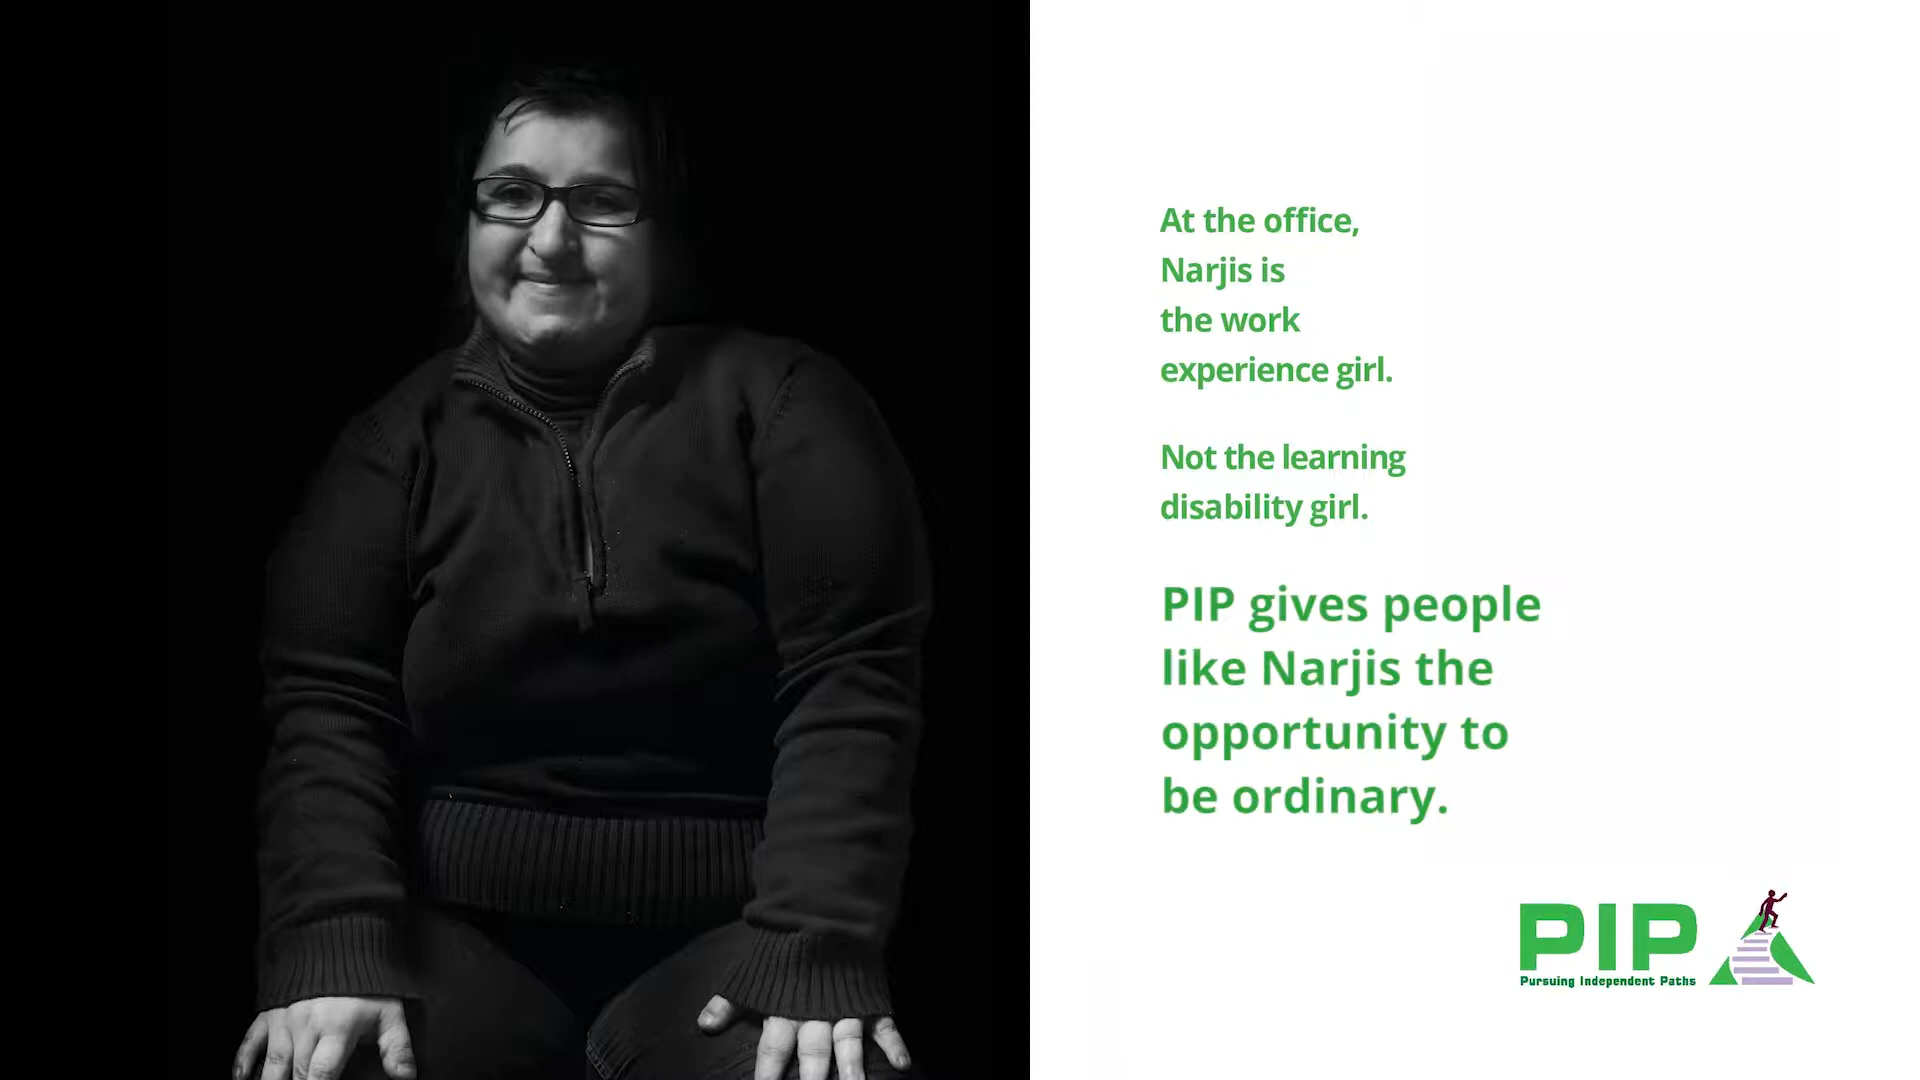 At the office,
Narjis is
the work
experience girl.
Not the learning
disability girl.
PIP gives people
like Narjis the
opportunity to
be ordinary.
PIP
Pursuing Independent Paths